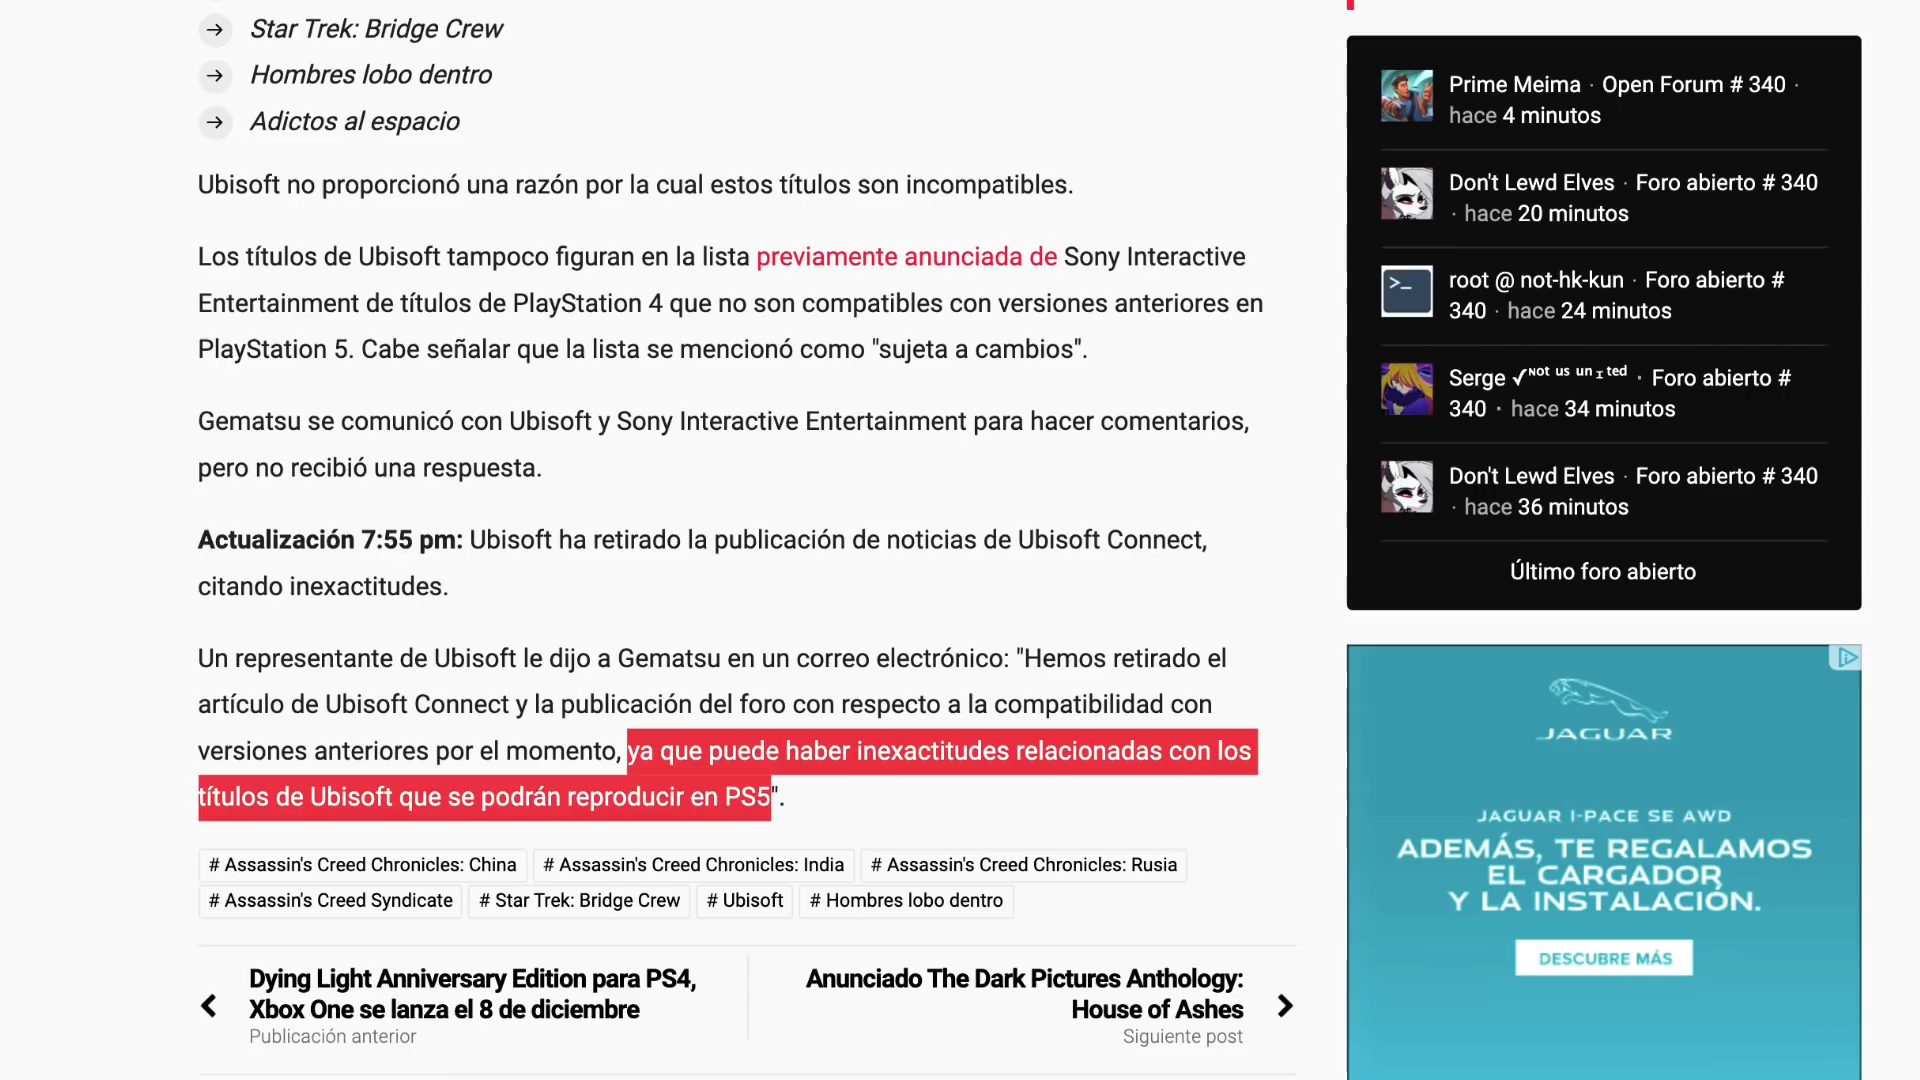 Star Trek: Bridge Crew
Hombres lobo dentro
Adictos al espacio
Ubisoft no proporcionó una razón por la cual estos títulos son incompatibles.
Los títulos de Ubisoft tampoco figuran en la lista previamente anunciada de Sony Interactive
Entertainment de títulos de PlayStation 4 que no son compatibles con versiones anteriores en
PlayStation 5. Cabe señalar que la lista se mencionó como "sujeta a cambios".
Gematsu se comunicó con Ubisoft y Sony Interactive Entertainment para hacer comentarios,
pero no recibió una respuesta.
Actualización 7:55 pm: Ubisoft ha retirado la publicación de noticias de Ubisoft Connect,
citando inexactitudes.
Un representante de Ubisoft le dijo a Gematsu en un correo electrónico: "Hemos retirado el
artículo de Ubisoft Connect y la publicación del foro con respecto a la compatibilidad con
versiones anteriores por el momento, ya que puede haber inexactitudes relacionadas con los
títulos de Ubisoft que se podrán reproducir en PS5".
# Assassin's Creed Chronicles: China # Assassin's Creed Chronicles: India # Assassin's Creed Chronicles: Rusia
# Assassin's Creed Syndicate # Star Trek: Bridge Crew # Ubisoft # Hombres lobo dentro
Dying Light Anniversary Edition para PS4,
Xbox One se lanza el 8 de diciembre
Publicación anterior
Anunciado The Dark Pictures Anthology:
House of Ashes
Siguiente post
Prime Meima · Open Forum # 340 ·
hace 4 minutos
Don't Lewd Elves · Foro abierto # 340
· hace 20 minutos
root @ not-hk-kun · Foro abierto #
340 · hace 24 minutos
Serge ✓ᴺᵒᵗ ᵘˢ ᵘⁿ ɪ ᵗᵉᵈ · Foro abierto #
340 · hace 34 minutos
Don't Lewd Elves · Foro abierto # 340
· hace 36 minutos
Último foro abierto
JAGUAR
JAGUAR I-PACE SE AWD
ADEMÁS, TE REGALAMOS
EL CARGADOR
Y LA INSTALACIÓN.
DESCUBRE MÁS